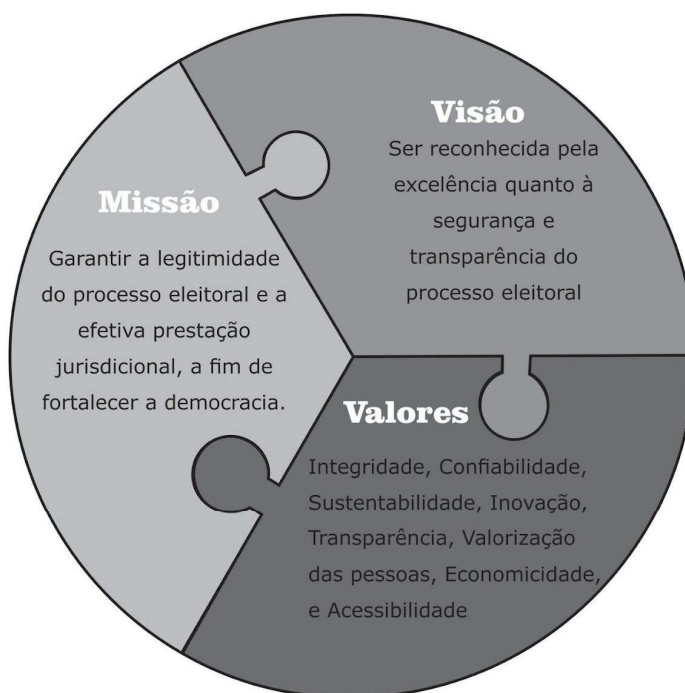 Missão
Garantir a legitimidade
do processo eleitoral e a
efetiva prestação
jurisdicional, a fim de
fortalecer a democracia.
Visão
Ser reconhecida pela
excelência quanto à
segurança e
transparência do
processo eleitoral
Valores
Integridade, Confiabilidade,
Sustentabilidade, Inovação,
Transparência, Valorização
das pessoas, Economicidade,
e Acessibilidade